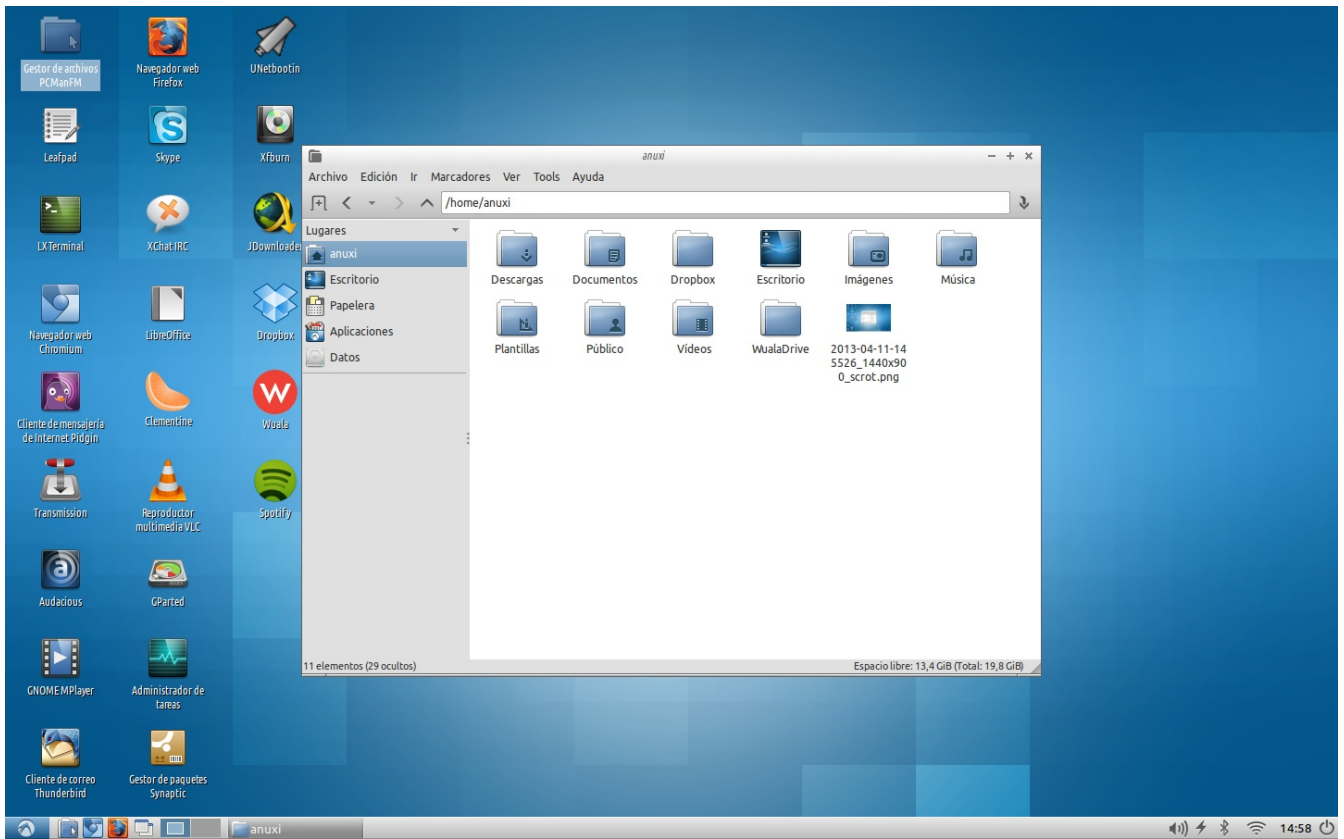 Gestor de archivos
PCManFM
Navegador web
Firefox
UNetbootin
Leafpad
Skype
Xfburn
LXTerminal
XChat IRC
JDownloade
Navegador web
Chromium
LibreOffice
Dropbox
Cliente de mensajería
de Internet Pidgin
Clementine
Wuala
Transmission
Reproductor
multimedia VLC
Spotify
Audacious
GParted
GNOME MPlayer
Administrador de
tareas
Cliente de correo
Thunderbird
Gestor de paquetes
Synaptic
anuxi
Archivo Edición Ir Marcadores Ver Tools Ayuda
/home/anuxi
Lugares
anuxi
Escritorio
Papelera
Aplicaciones
Datos
Descargas
Documentos
Dropbox
Escritorio
Imágenes
Música
Plantillas
Público
Vídeos
WualaDrive
2013-04-11-14
5526_1440x90
0_scrot.png
11 elementos (29 ocultos)
Espacio libre: 13,4 GiB (Total: 19,8 GiB)
anuxi
14:58